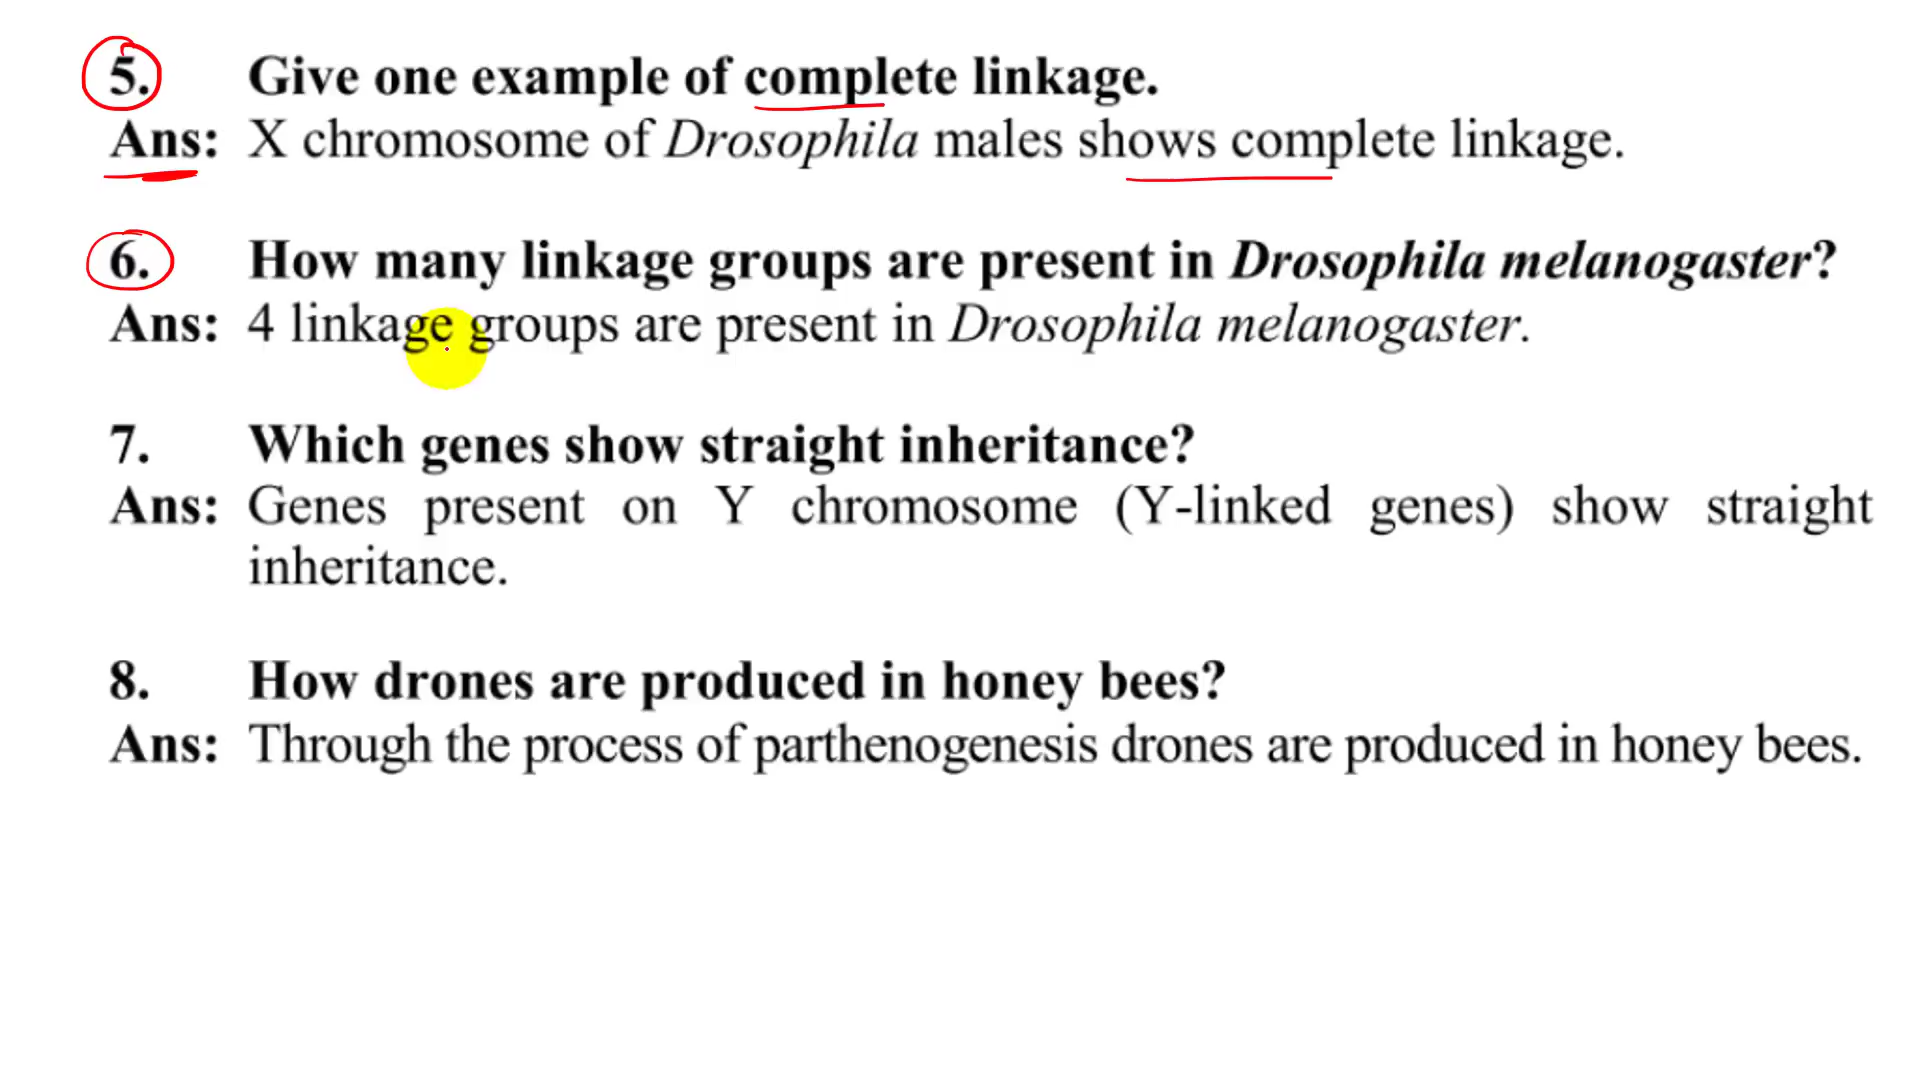 5. Give one example of complete linkage.
Ans: X chromosome of Drosophila males shows complete linkage.
6. How many linkage groups are present in Drosophila melanogaster?
Ans: 4 linkage groups are present in Drosophila melanogaster.
7. Which genes show straight inheritance?
Ans: Genes present on Y chromosome (Y-linked genes) show straight
inheritance.
8. How drones are produced in honey bees?
Ans: Through the process of parthenogenesis drones are produced in honey bees.